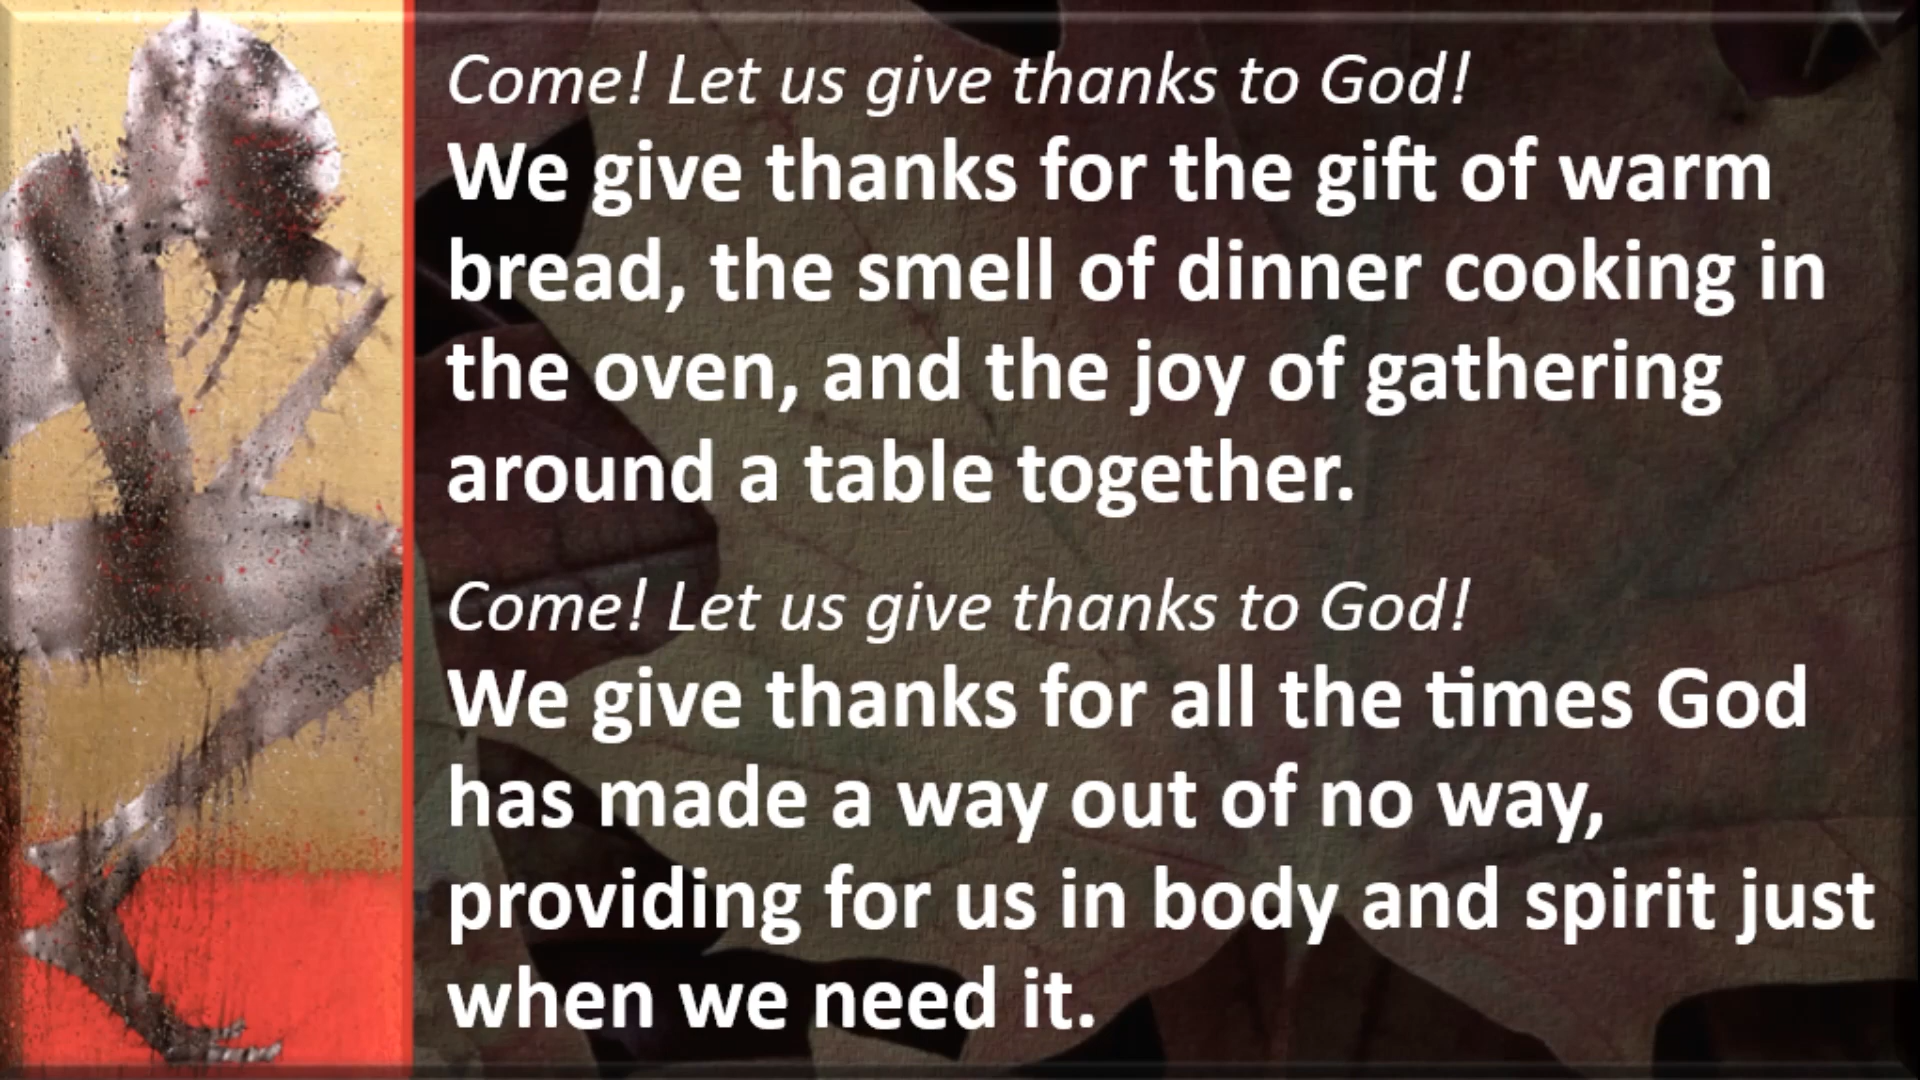 Come! Let us give thanks to God!
We give thanks for the gift of warm
bread, the smell of dinner cooking in
the oven, and the joy of gathering
around a table together.
Come! Let us give thanks to God!
We give thanks for all the times God
has made a way out of no way,
providing for us in body and spirit just
when we need it.